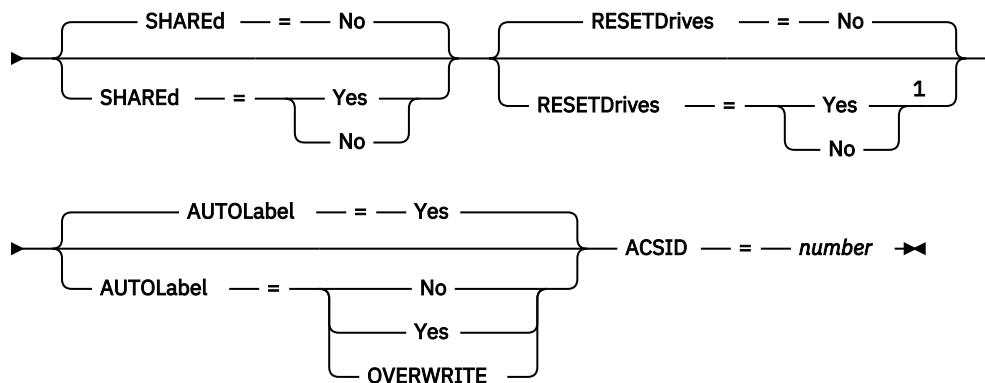 SHAREd = No RESETDrives = No
SHAREd = Yes RESETDrives = Yes 1
No No
AUTOLabel = Yes
ACSID = number
AUTOLabel = No
Yes
OVERWRITE